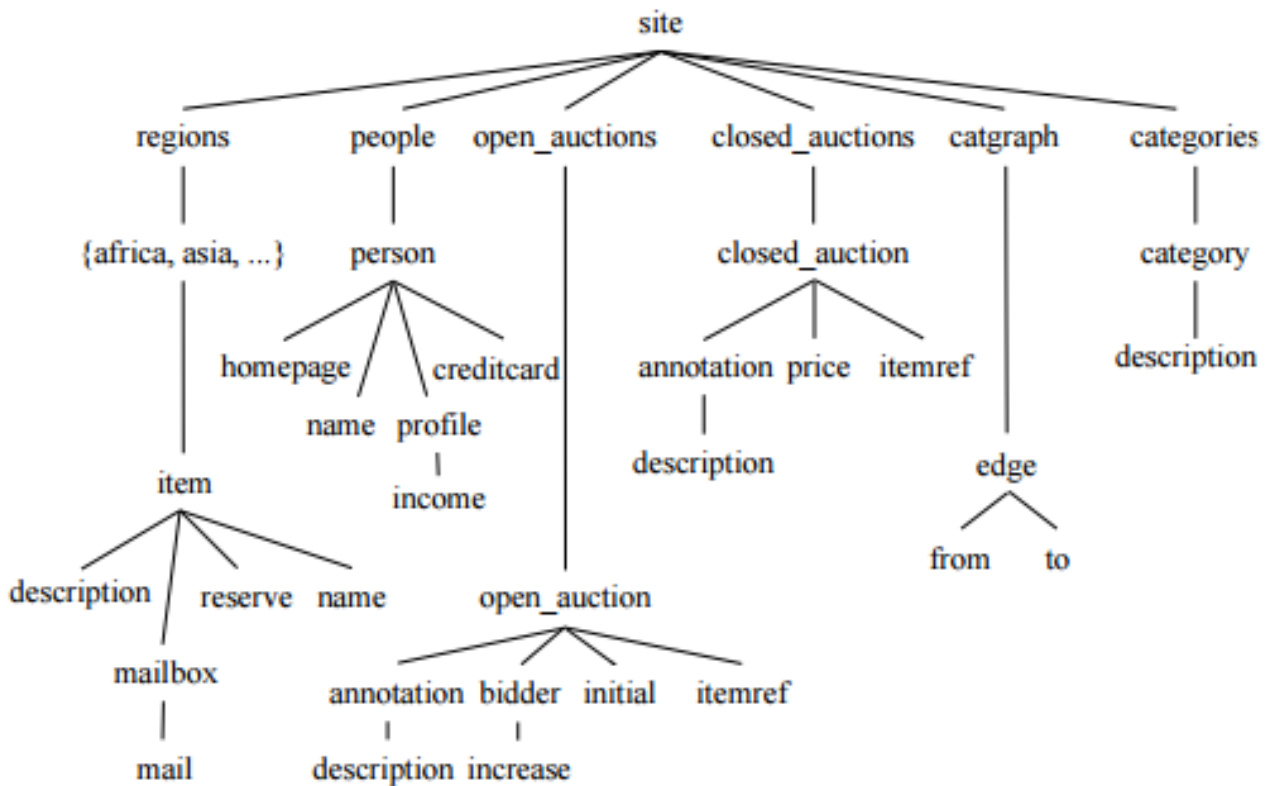 site
regions people open_auctions closed_auctions catgraph categories
{africa, asia, ...} person closed_auction category
homepage creditcard annotation price itemref description
name profile
description edge
item income
from to
description reserve name open_auction
mailbox annotation bidder initial itemref
mail description increase